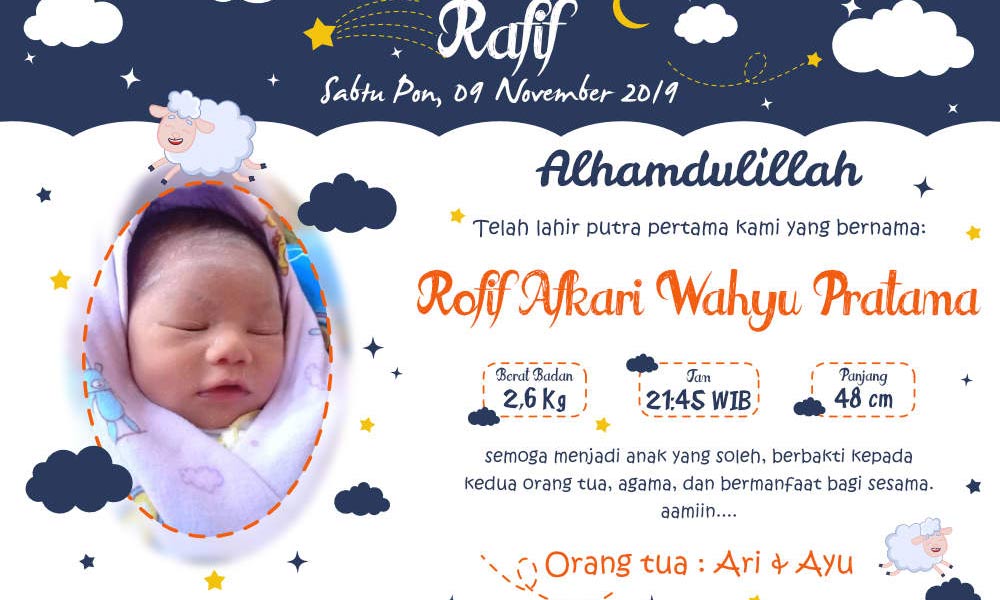 Rafif
Sabtu Pon, 09 November 2019
Alhamdulillah
Telah lahir putra pertama kami yang bernama:
Rofif Afkari Wahyu Pratama
Berat Badan
2,6 Kg
Jam
21:45 WIB
Panjang
48 cm
semoga menjadi anak yang soleh, berbakti kepada
kedua orang tua, agama, dan bermanfaat bagi sesama.
aamiin....
Orang tua : Ari & Ayu